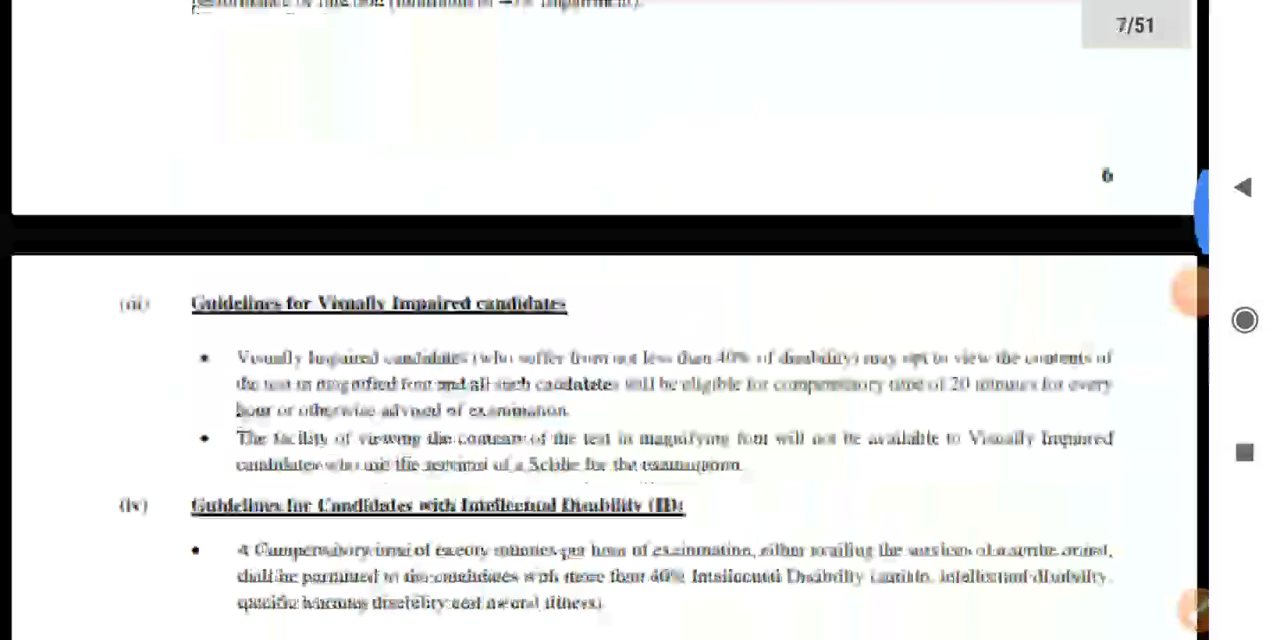 7/51
6
(iii) Guidelines for Visually Impaired candidates
• Visually Impaired candidates (who suffer from not less than 40% of disability) may opt to view the contents of
the test in magnified font and all such candidates will be eligible for compensatory time of 20 minutes for every
hour or otherwise advised of examination.
• The facility of viewing the contents of the test in magnifying font will not be available to Visually Impaired
candidates who use the services of a Scribe for the examination.
(iv) Guidelines for Candidates with Intellectual Disability (ID)
• A Compensatory time of twenty minutes per hour of examination, either availing the services of a scribe or not,
shall be permitted to the candidates with more than 40% Intellectual Disability (autism, intellectual disability,
specific learning disability and mental illness).